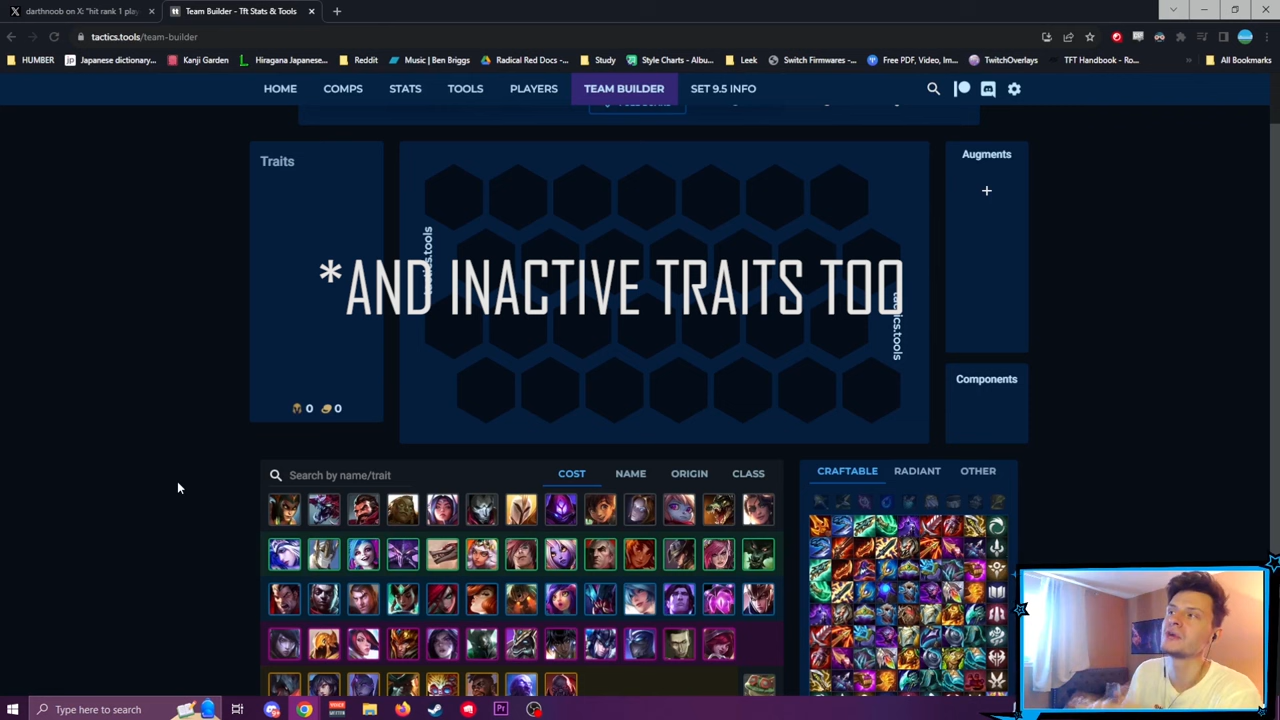 darthnoob on X: "hit rank 1 play
Team Builder - Tft Stats & Tools
tactics.tools/team-builder
HUMBER
Japanese dictionary...
Kanji Garden
Hiragana Japanese...
Reddit
Music | Ben Briggs
Radical Red Docs -...
Study
Style Charts - Albu...
Leek
Switch Firmwares -...
Free PDF, Video, Im...
TwitchOverlays
TFT Handbook - Ro...
All Bookmarks
HOME
COMPS
STATS
TOOLS
PLAYERS
TEAM BUILDER
SET 9.5 INFO
Traits
Augments
+
tactics.tools
*AND INACTIVE TRAITS TOO
tactics.tools
Components
0
0
Search by name/trait
COST
NAME
ORIGIN
CLASS
CRAFTABLE
RADIANT
OTHER
Type here to search